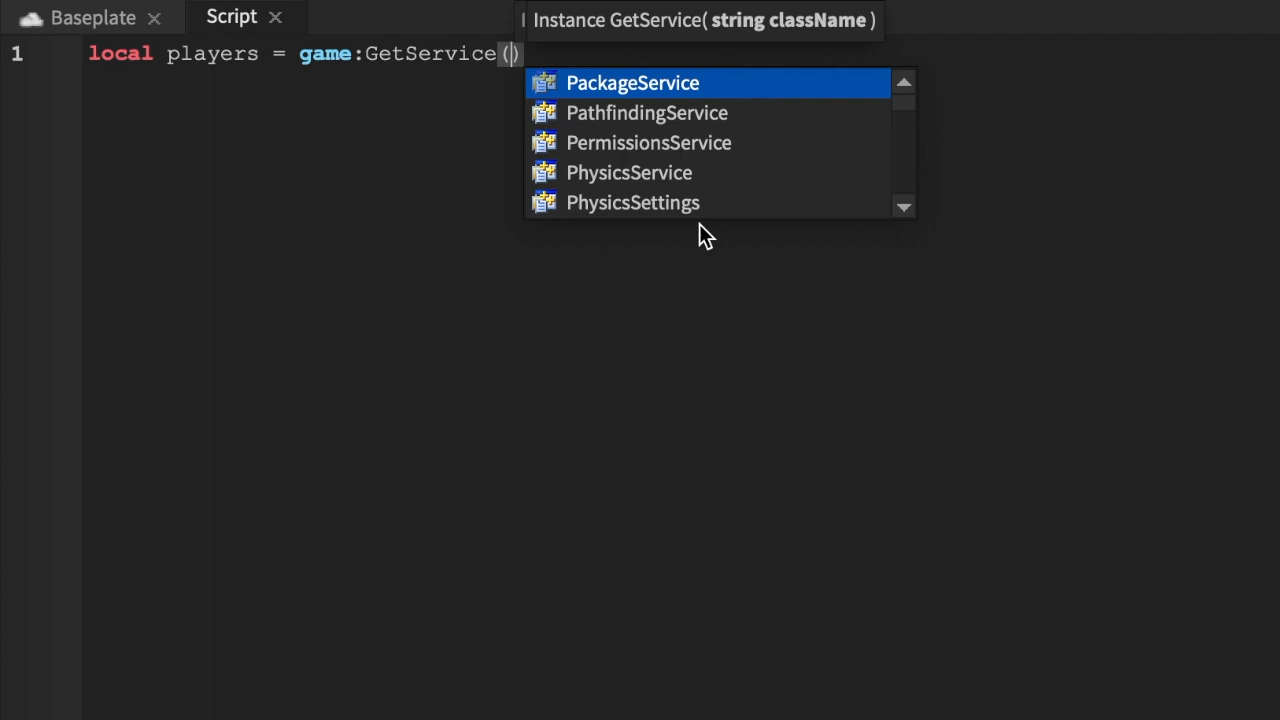 Baseplate
Script
Instance GetService( string className )
1 local players = game:GetService()
PackageService
PathfindingService
PermissionsService
PhysicsService
PhysicsSettings